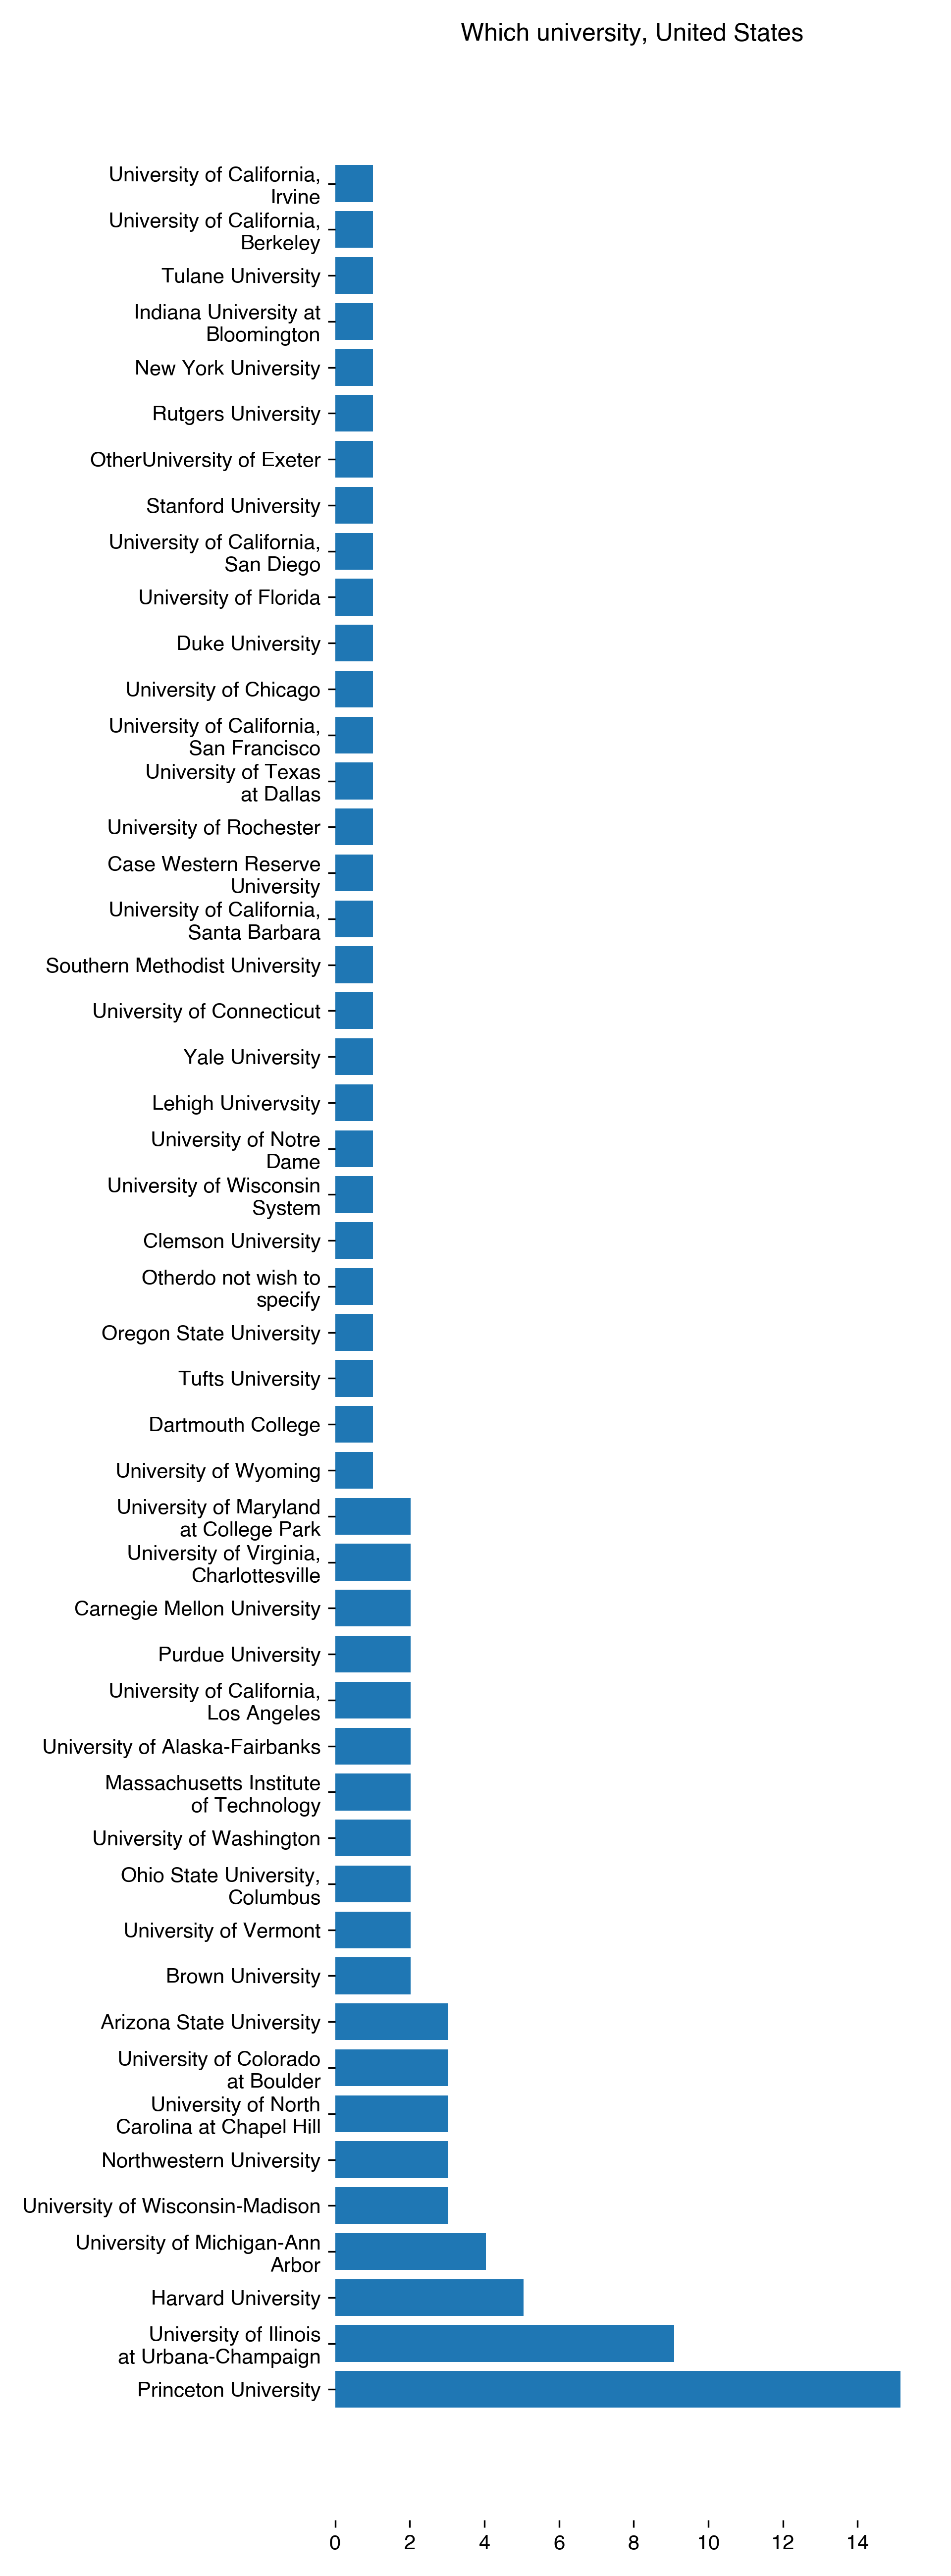 Which university, United States
University of California,
Irvine
University of California,
Berkeley
Tulane University
Indiana University at
Bloomington
New York University
Rutgers University
OtherUniversity of Exeter
Stanford University
University of California,
San Diego
University of Florida
Duke University
University of Chicago
University of California,
San Francisco
University of Texas
at Dallas
University of Rochester
Case Western Reserve
University
University of California,
Santa Barbara
Southern Methodist University
University of Connecticut
Yale University
Lehigh Univervsity
University of Notre
Dame
University of Wisconsin
System
Clemson University
Otherdo not wish to
specify
Oregon State University
Tufts University
Dartmouth College
University of Wyoming
University of Maryland
at College Park
University of Virginia,
Charlottesville
Carnegie Mellon University
Purdue University
University of California,
Los Angeles
University of Alaska-Fairbanks
Massachusetts Institute
of Technology
University of Washington
Ohio State University,
Columbus
University of Vermont
Brown University
Arizona State University
University of Colorado
at Boulder
University of North
Carolina at Chapel Hill
Northwestern University
University of Wisconsin-Madison
University of Michigan-Ann
Arbor
Harvard University
University of Ilinois
at Urbana-Champaign
Princeton University
0 2 4 6 8 10 12 14